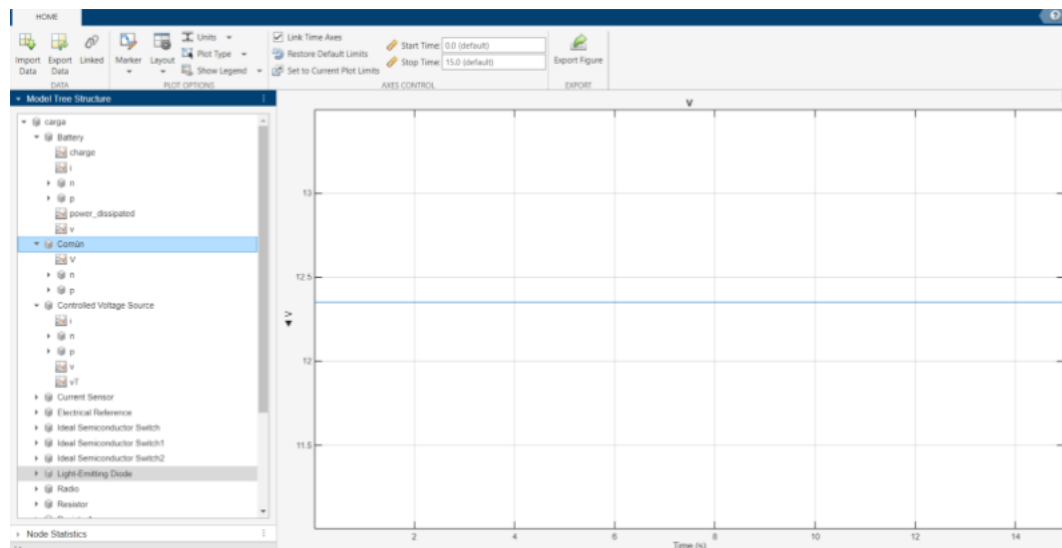 HOME
Import Data
Export Data
Linked
DATA
Marker
Layout
Units
Plot Type
Show Legend
PLOT OPTIONS
Link Time Axes
Restore Default Limits
Set to Current Plot Limits
Start Time: 0.0 (default)
Stop Time: 15.0 (default)
AXES CONTROL
Export Figure
EXPORT
Model Tree Structure
carga
Battery
charge
i
n
p
power_dissipated
v
Común
V
n
p
Controlled Voltage Source
i
n
p
v
vT
Current Sensor
Electrical Reference
Ideal Semiconductor Switch
Ideal Semiconductor Switch1
Ideal Semiconductor Switch2
Light-Emitting Diode
Radio
Resistor
Node Statistics
V
13
12.5
V
12
11.5
2 4 6 8 10 12 14
Time (s)